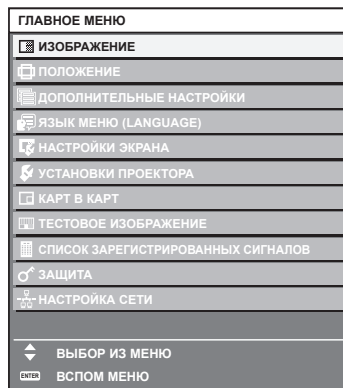 ГЛАВНОЕ МЕНЮ
ИЗОБРАЖЕНИЕ
ПОЛОЖЕНИЕ
ДОПОЛНИТЕЛЬНЫЕ НАСТРОЙКИ
ЯЗЫК МЕНЮ (LANGUAGE)
НАСТРОЙКИ ЭКРАНА
УСТАНОВКИ ПРОЕКТОРА
КАРТ В КАРТ
ТЕСТОВОЕ ИЗОБРАЖЕНИЕ
СПИСОК ЗАРЕГИСТРИРОВАННЫХ СИГНАЛОВ
ЗАЩИТА
НАСТРОЙКА СЕТИ
ВЫБОР ИЗ МЕНЮ
ENTER ВСПОМ МЕНЮ